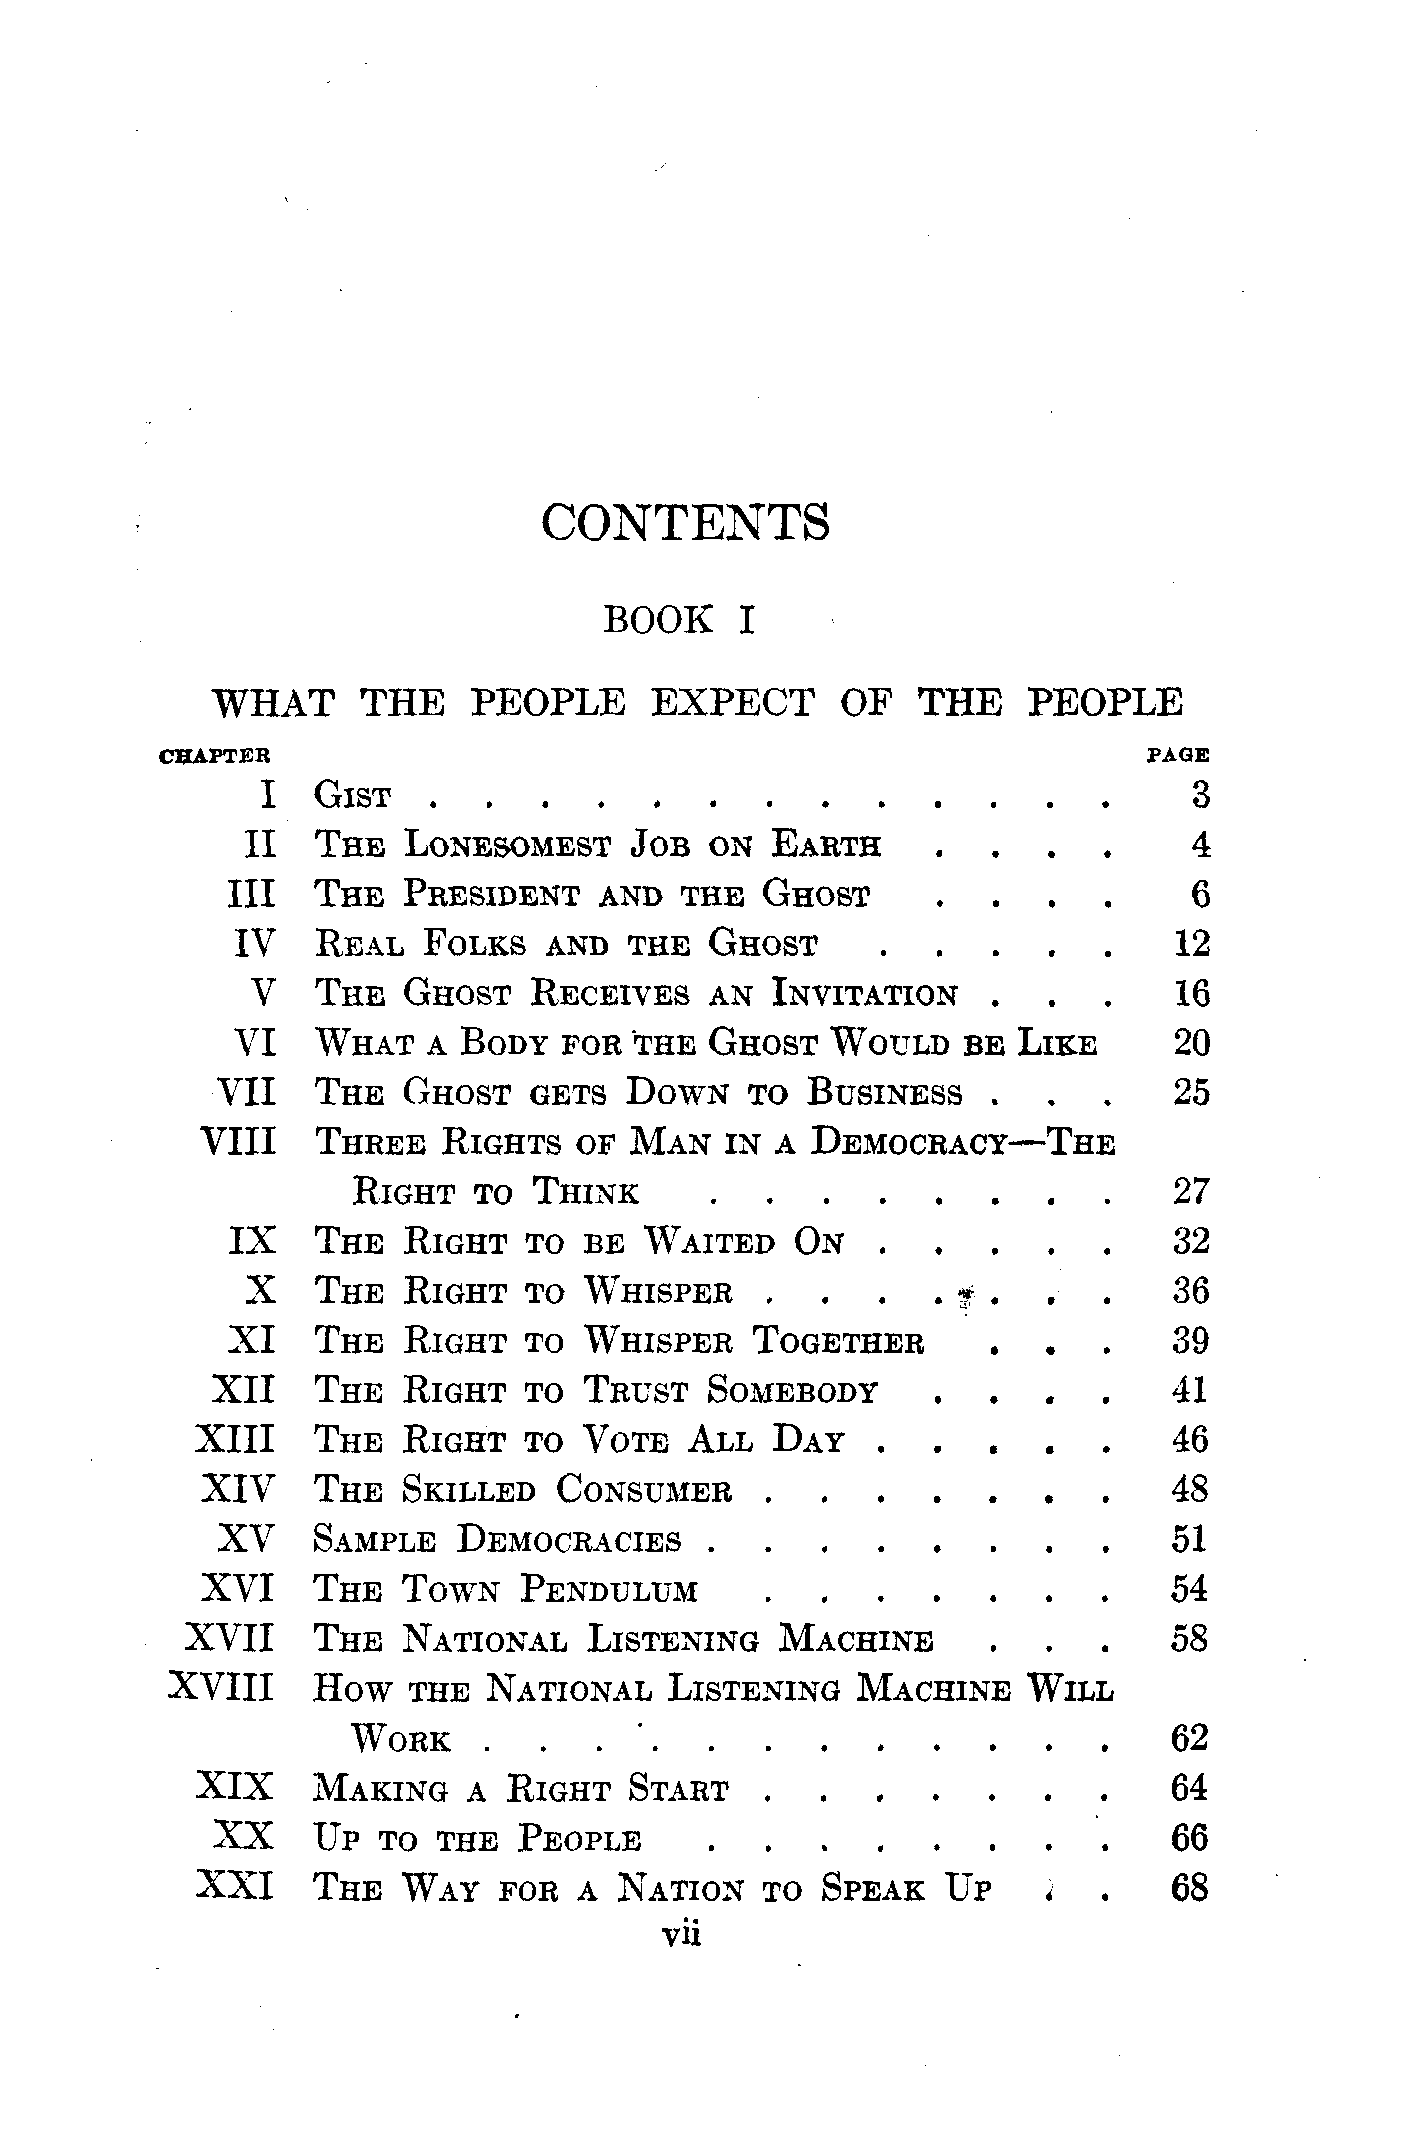 CONTENTS
BOOK I
WHAT THE PEOPLE EXPECT OF THE PEOPLE
CHAPTER PAGE
I Gist . . . . . . . . . . . . . 3
II The Lonesomest Job on Earth . . . . 4
III The President and the Ghost . . . . 6
IV Real Folks and the Ghost . . . . . 12
V The Ghost Receives an Invitation . . . 16
VI What a Body for the Ghost Would be Like 20
VII The Ghost gets Down to Business . . . 25
VIII Three Rights of Man in a Democracy—The
Right to Think . . . . . . . . 27
IX The Right to be Waited On . . . . . 32
X The Right to Whisper . . . . . . . 36
XI The Right to Whisper Together . . . 39
XII The Right to Trust Somebody . . . . 41
XIII The Right to Vote All Day . . . . . 46
XIV The Skilled Consumer . . . . . . . 48
XV Sample Democracies . . . . . . . . 51
XVI The Town Pendulum . . . . . . . 54
XVII The National Listening Machine . . . 58
XVIII How the National Listening Machine Will
Work . . . . . . . . . . . . 62
XIX Making a Right Start . . . . . . . 64
XX Up to the People . . . . . . . . 66
XXI The Way for a Nation to Speak Up . . 68
vii